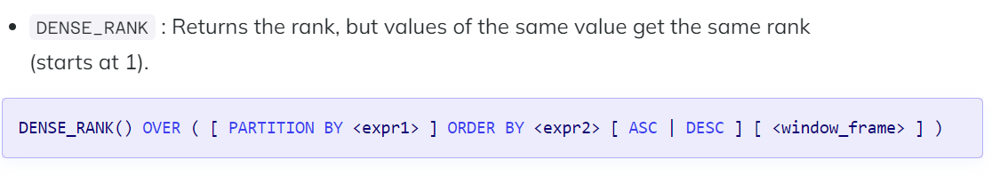 • DENSE_RANK : Returns the rank, but values of the same value get the same rank
(starts at 1).
DENSE_RANK() OVER ( [ PARTITION BY <expr1> ] ORDER BY <expr2> [ ASC | DESC ] [ <window_frame> ] )